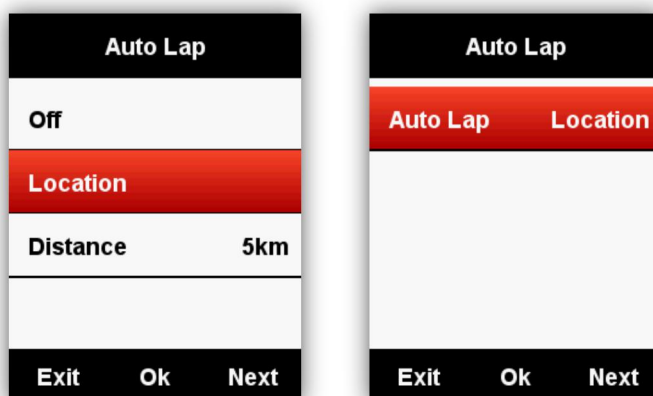 Auto Lap
Off
Location
Distance 5km
Exit Ok Next
Auto Lap
Auto Lap Location
Exit Ok Next